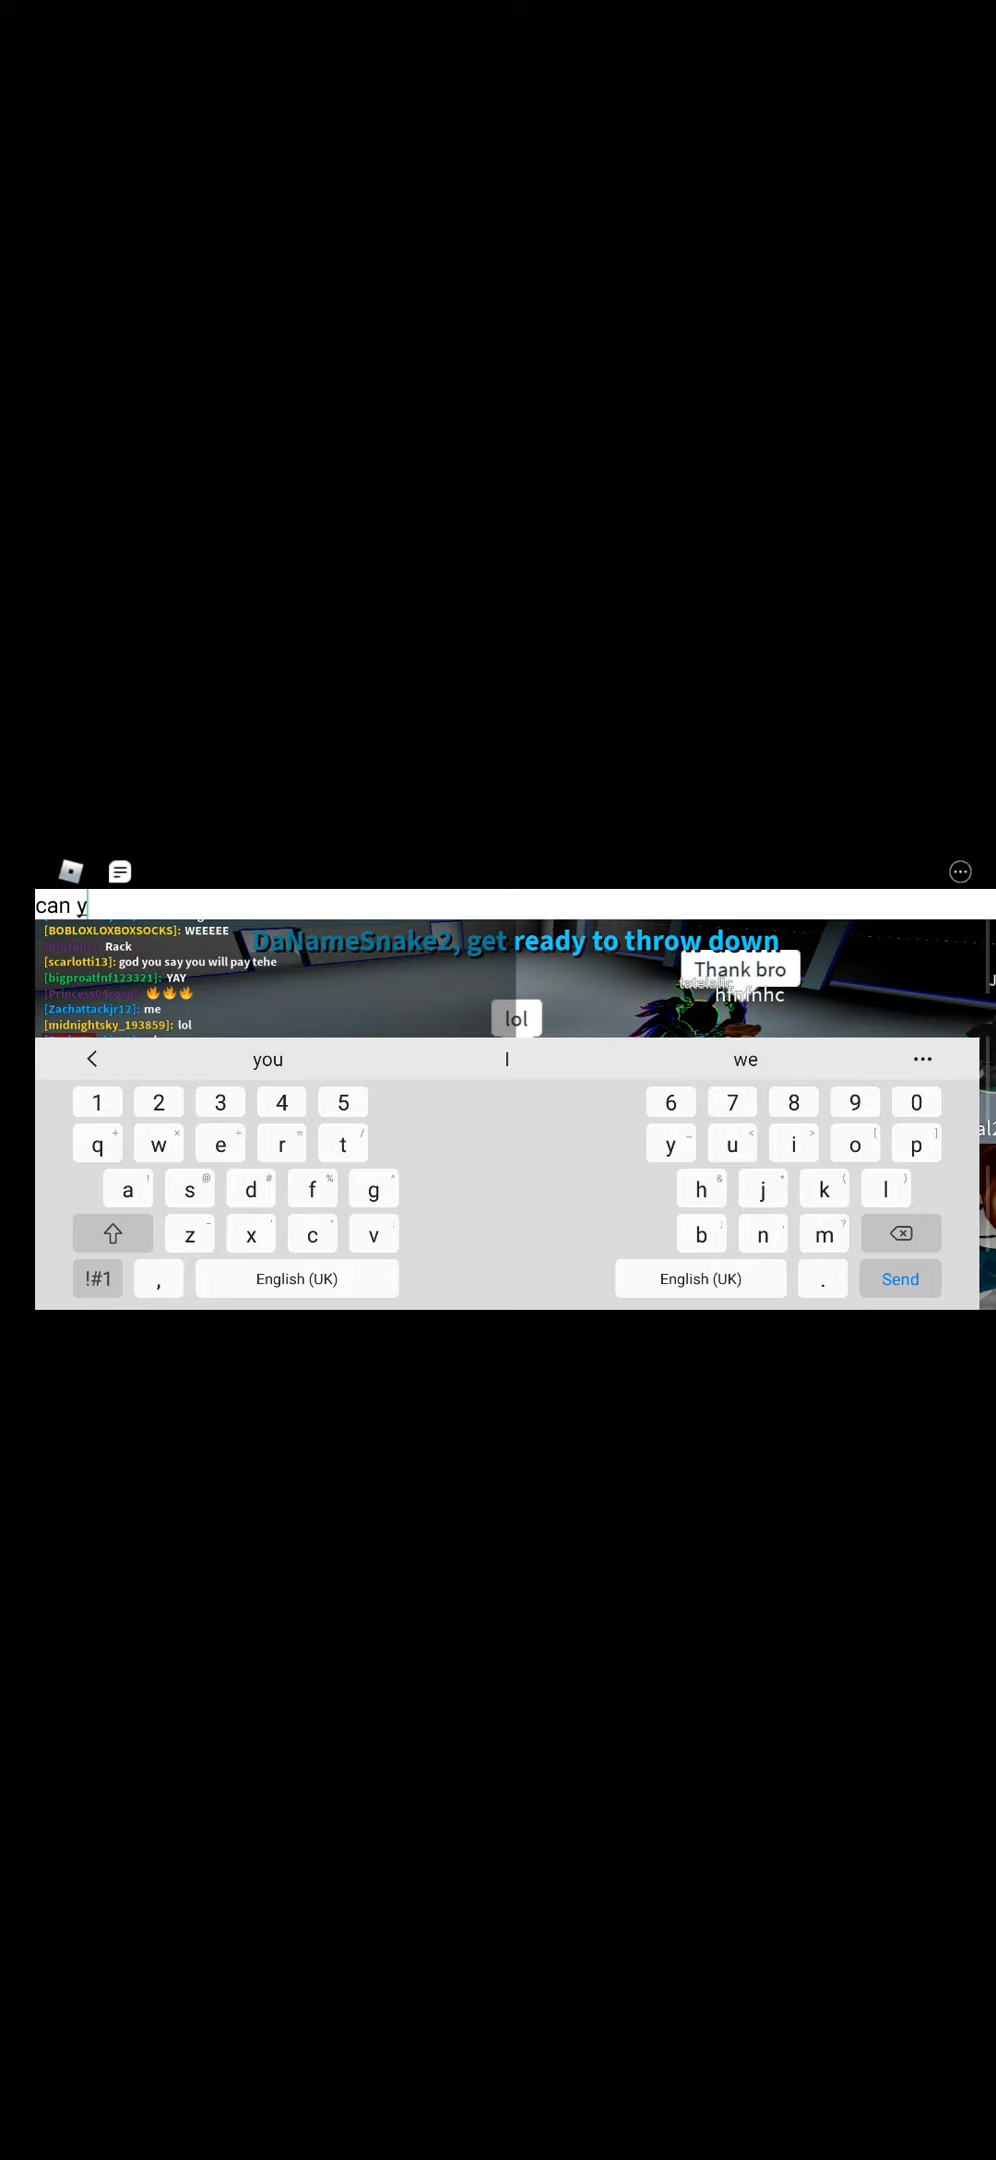 can y
[BOBLOXLOXBOXSOCKS]: WEEEEE
Rack
[scarlotti13]: god you say you will pay tehe
[bigproatfnf123321]: YAY
🔥🔥🔥
[Zachattackjr12]: me
[midnightsky_193859]: lol
DaNameSnake2, get ready to throw down
Thank bro
hfnfnhc
lol
you I we •••
1 2 3 4 5 6 7 8 9 0
q + w × e ÷ r = t / y _ u < i > o [ p ]
a ! s @ d # f % g ^ h & j * k ( l )
z - x ' c " v : b ; n , m ?
!#1 , English (UK) English (UK) . Send